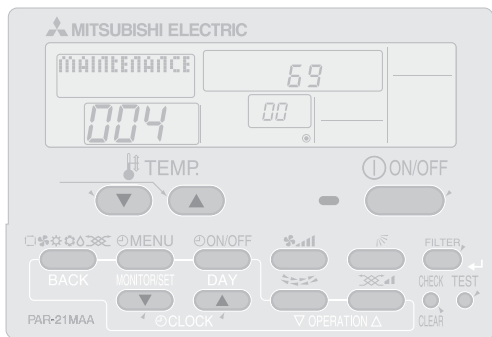 MITSUBISHI ELECTRIC
MAINTENANCE
69
004
00
TEMP.
ON/OFF
MENU ON/OFF FILTER
BACK MONITOR/SET DAY CHECK TEST
PAR-21MAA CLOCK OPERATION CLEAR